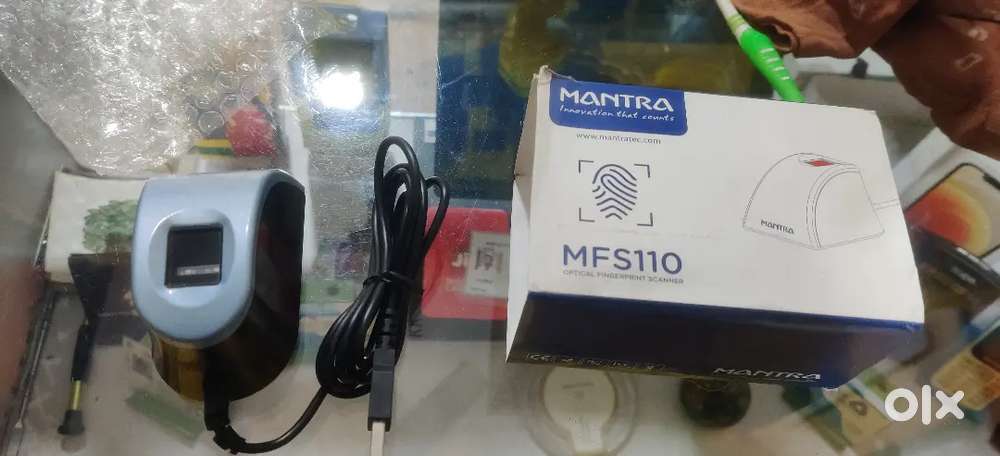 MANTRA
Innovation that counts
www.mantratec.com
MANTRA
MFS110
OPTICAL FINGERPRINT SCANNER
MANTRA
olx